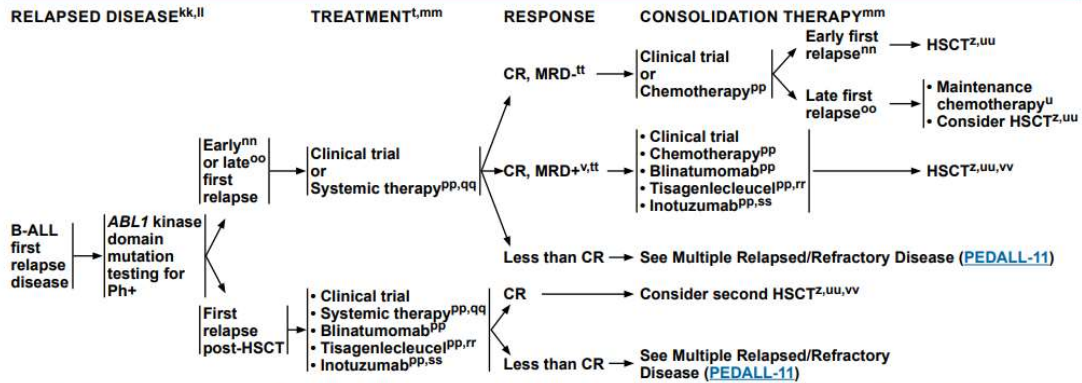 RELAPSED DISEASEkk,ll
TREATMENTt,mm
RESPONSE
CONSOLIDATION THERAPYmm
B-ALL
first
relapse
disease
ABL1 kinase
domain
mutation
testing for
Ph+
Earlynn
or lateoo
first
relapse
Clinical trial
or
Systemic therapypp,qq
CR, MRD-tt
Clinical trial
or
Chemotherapypp
Early first
relapsenn
HSCTz,uu
Late first
relapseoo
• Maintenance
chemotherapyu
• Consider HSCTz,uu
CR, MRD+v,tt
• Clinical trial
• Chemotherapypp
• Blinatumomabpp
• Tisagenlecleucelpp,rr
• Inotuzumabpp,ss
HSCTz,uu,vv
Less than CR
See Multiple Relapsed/Refractory Disease (PEDALL-11)
First
relapse
post-HSCT
• Clinical trial
• Systemic therapypp,qq
• Blinatumomabpp
• Tisagenlecleucelpp,rr
• Inotuzumabpp,ss
CR
Consider second HSCTz,uu,vv
Less than CR
See Multiple Relapsed/Refractory
Disease (PEDALL-11)